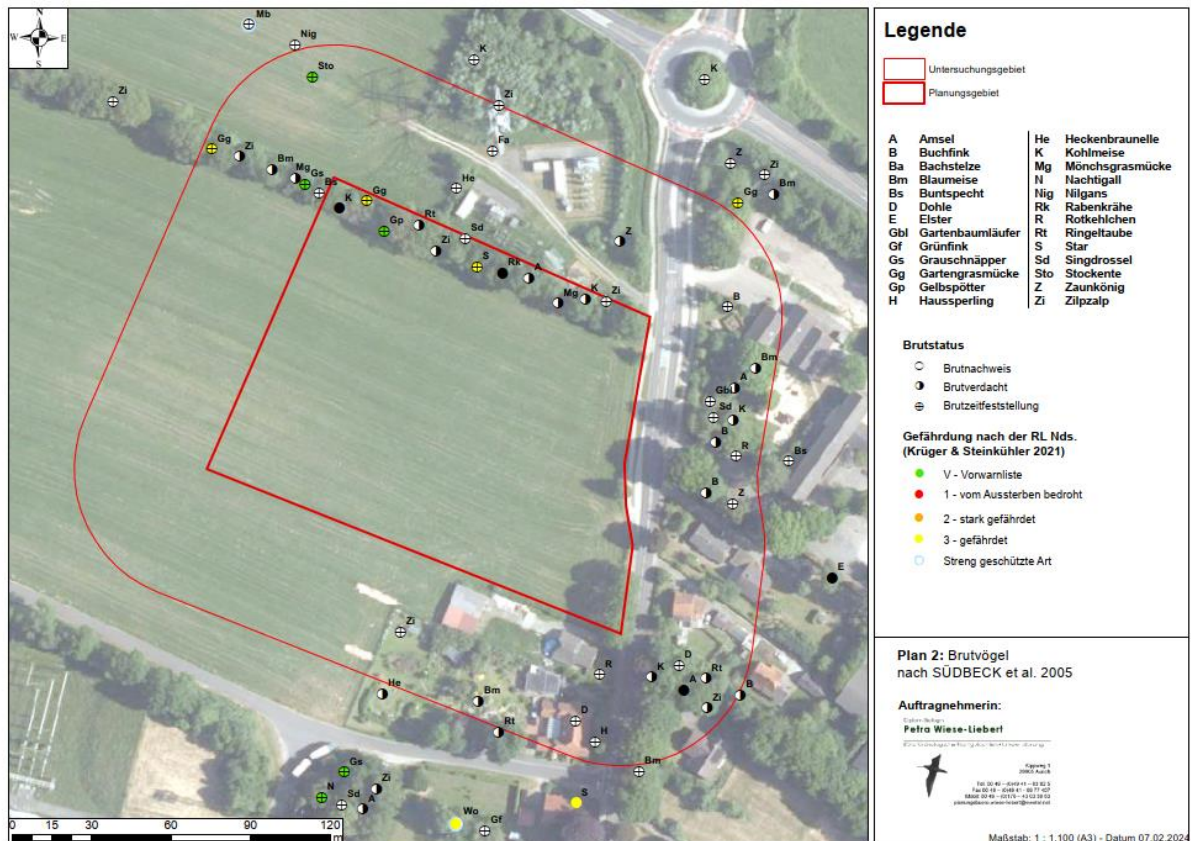 N
W E
S
Mb
Nig
Sto
K
K
Zi
Zi
Fa
Gg
Zi
Bm
Mg
Gs
Bs
He
Z
Zi
Bm
Gg
Gg
K
Gp
Rt
Zi
Sd
S
Rk
A
Z
Mg
K
Zi
B
Bm
A
Gbl
Sd
K
B
R
Bs
B
Z
E
Zi
He
Bm
Rt
R
D
H
K
D
A
Rt
Zi
B
Bm
Gs
N
Sd
Zi
A
Wo
Gf
S
0 15 30 60 90 120
m
Legende
Untersuchungsgebiet
Planungsgebiet
A Amsel He Heckenbraunelle
B Buchfink K Kohlmeise
Ba Bachstelze Mg Mönchsgrasmücke
Bm Blaumeise N Nachtigall
Bs Buntspecht Nig Nilgans
D Dohle Rk Rabenkrähe
E Elster R Rotkehlchen
Gbl Gartenbaumläufer Rt Ringeltaube
Gf Grünfink S Star
Gs Grauschnäpper Sd Singdrossel
Gg Gartengrasmücke Sto Stockente
Gp Gelbspötter Z Zaunkönig
H Haussperling Zi Zilpzalp
Brutstatus
Brutnachweis
Brutverdacht
Brutzeitfeststellung
Gefährdung nach der RL Nds.
(Krüger & Steinkühler 2021)
V - Vorwarnliste
1 - vom Aussterben bedroht
2 - stark gefährdet
3 - gefährdet
Streng geschützte Art
Plan 2: Brutvögel
nach SÜDBECK et al. 2005
Auftragnehmerin:
Petra Wiese-Liebert
Maßstab: 1 : 1.100 (A3) - Datum 07.02.2024